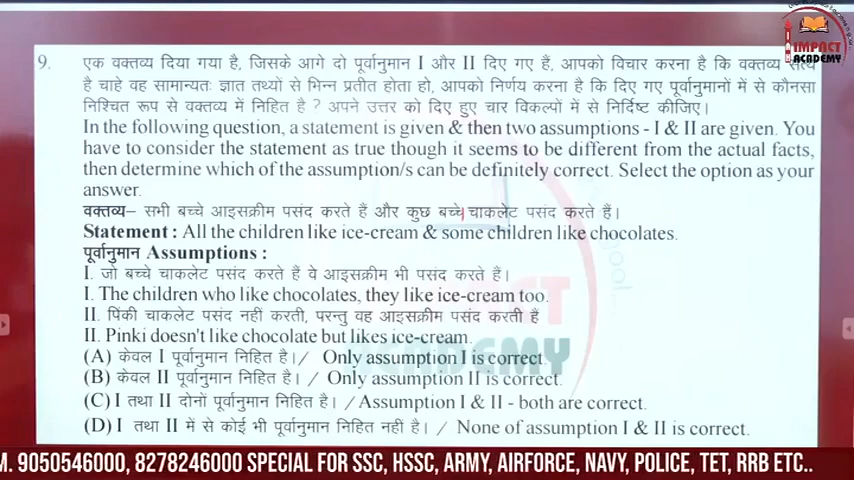 IMPACT
ACADEMY
9. एक वक्तव्य दिया गया है, जिसके आगे दो पूर्वानुमान I और II दिए गए हैं, आपको विचार करना है कि वक्तव्य सत्य
है चाहे वह सामान्यतः ज्ञात तथ्यों से भिन्न प्रतीत होता हो, आपको निर्णय करना है कि दिए गए पूर्वानुमानों में से कौनसा
निश्चित रूप से वक्तव्य में निहित है ? अपने उत्तर को दिए हुए चार विकल्पों में से निर्दिष्ट कीजिए।
In the following question, a statement is given & then two assumptions - I & II are given. You
have to consider the statement as true though it seems to be different from the actual facts,
then determine which of the assumption/s can be definitely correct. Select the option as your
answer.
वक्तव्य– सभी बच्चे आइसक्रीम पसंद करते हैं और कुछ बच्चे चाकलेट पसंद करते हैं।
Statement : All the children like ice-cream & some children like chocolates.
पूर्वानुमान Assumptions :
I. जो बच्चे चाकलेट पसंद करते हैं वे आइसक्रीम भी पसंद करते हैं।
I. The children who like chocolates, they like ice-cream too.
II. पिंकी चाकलेट पसंद नहीं करती, परन्तु वह आइसक्रीम पसंद करती हैं
II. Pinki doesn't like chocolate but likes ice-cream.
(A) केवल I पूर्वानुमान निहित है। / Only assumption I is correct.
(B) केवल II पूर्वानुमान निहित है। / Only assumption II is correct.
(C) I तथा II दोनों पूर्वानुमान निहित है। / Assumption I & II - both are correct.
(D) I तथा II में से कोई भी पूर्वानुमान निहित नहीं है। / None of assumption I & II is correct.
M. 9050546000, 8278246000 SPECIAL FOR SSC, HSSC, ARMY, AIRFORCE, NAVY, POLICE, TET, RRB ETC..